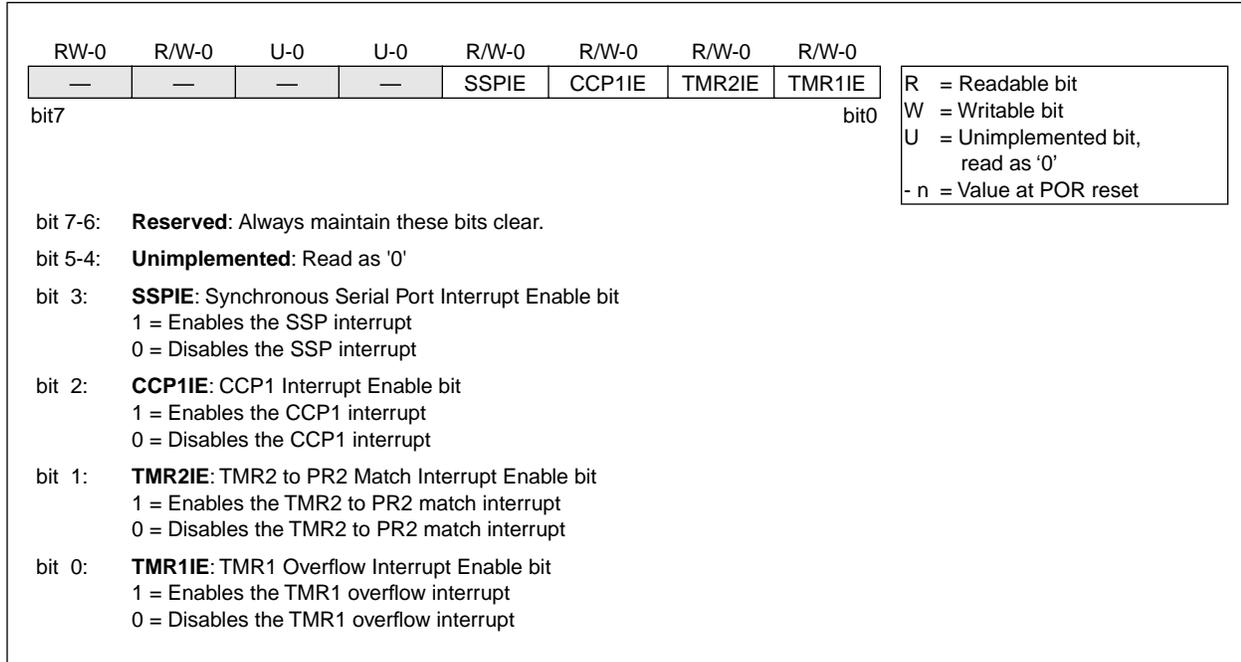 RW-0 R/W-0 U-0 U-0 R/W-0 R/W-0 R/W-0 R/W-0
— — — — SSPIE CCP1IE TMR2IE TMR1IE
bit7 bit0
R = Readable bit
W = Writable bit
U = Unimplemented bit,
read as ‘0’
- n = Value at POR reset
bit 7-6: Reserved: Always maintain these bits clear.
bit 5-4: Unimplemented: Read as '0'
bit 3: SSPIE: Synchronous Serial Port Interrupt Enable bit
1 = Enables the SSP interrupt
0 = Disables the SSP interrupt
bit 2: CCP1IE: CCP1 Interrupt Enable bit
1 = Enables the CCP1 interrupt
0 = Disables the CCP1 interrupt
bit 1: TMR2IE: TMR2 to PR2 Match Interrupt Enable bit
1 = Enables the TMR2 to PR2 match interrupt
0 = Disables the TMR2 to PR2 match interrupt
bit 0: TMR1IE: TMR1 Overflow Interrupt Enable bit
1 = Enables the TMR1 overflow interrupt
0 = Disables the TMR1 overflow interrupt